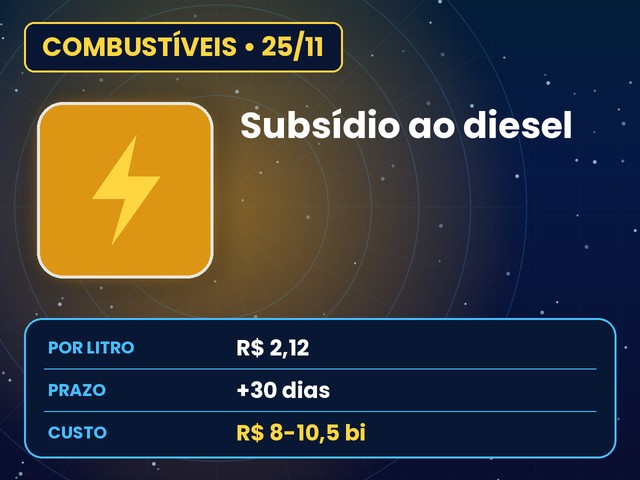 COMBUSTÍVEIS • 25/11
Subsídio ao diesel
POR LITRO R$ 2,12
PRAZO +30 dias
CUSTO R$ 8-10,5 bi